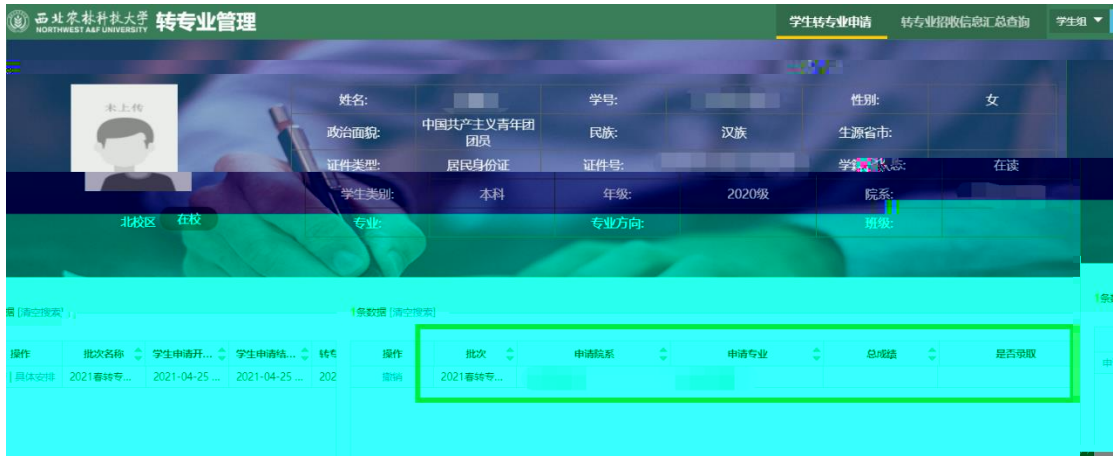 西北农林科技大学 转专业管理
NORTHWEST A&F UNIVERSITY
学生转专业申请 转专业招收信息汇总查询 学生组
未上传
姓名: 学号: 性别: 女
政治面貌: 中国共产主义青年团团员 民族: 汉族 生源省市:
证件类型: 居民身份证 证件号: 在读
学生类别: 本科 年级: 2020级 院系:
北校区 在校
专业: 专业方向: 班级:
据 [清空搜索]
1条数据 [清空搜索]
操作 批次名称 学生申请开... 学生申请结... 转专
操作 批次 申请院系 申请专业 总成绩 是否录取
| 具体安排 2021春转专... 2021-04-25 ... 2021-04-25 ... 202
撤销 2021春转专...